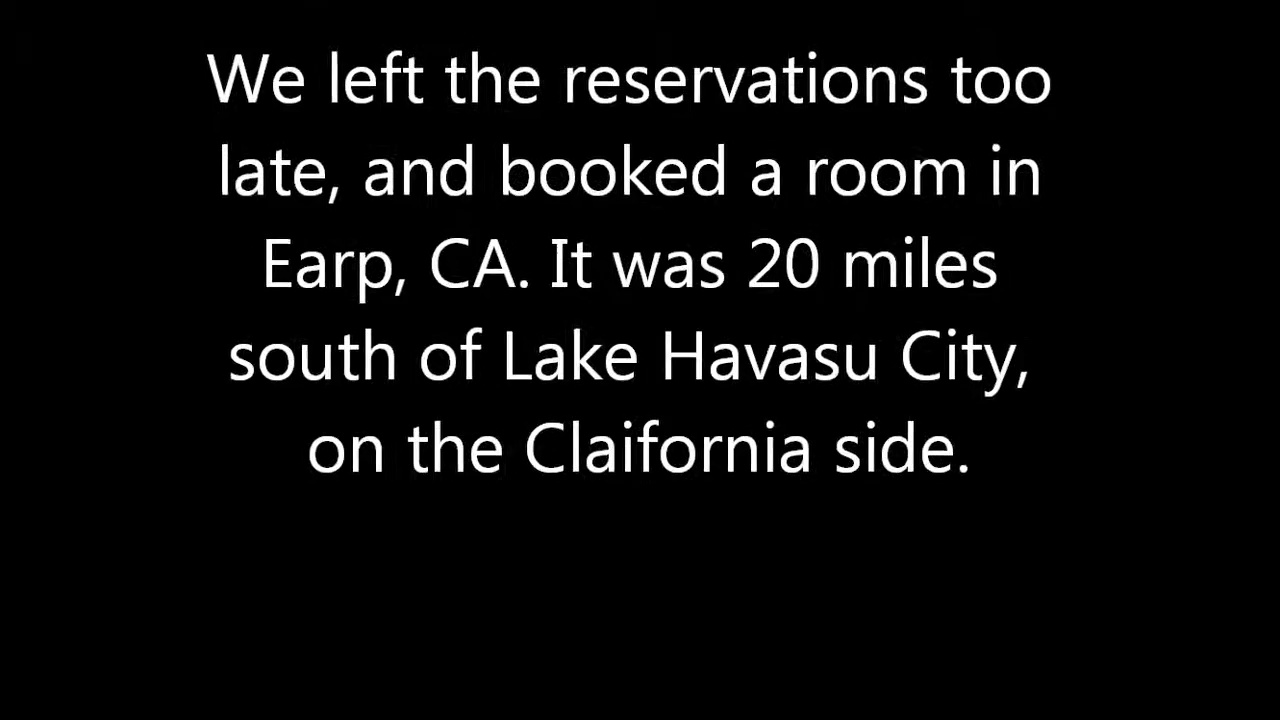 We left the reservations too
late, and booked a room in
Earp, CA. It was 20 miles
south of Lake Havasu City,
on the Claifornia side.